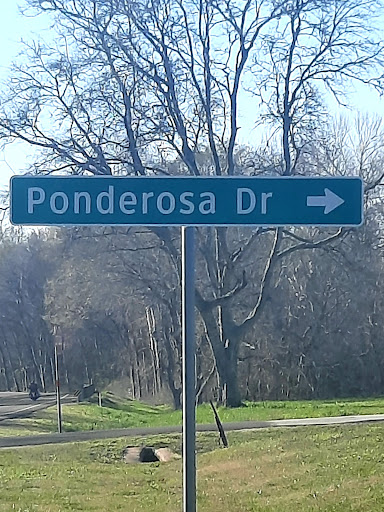 Ponderosa Dr →